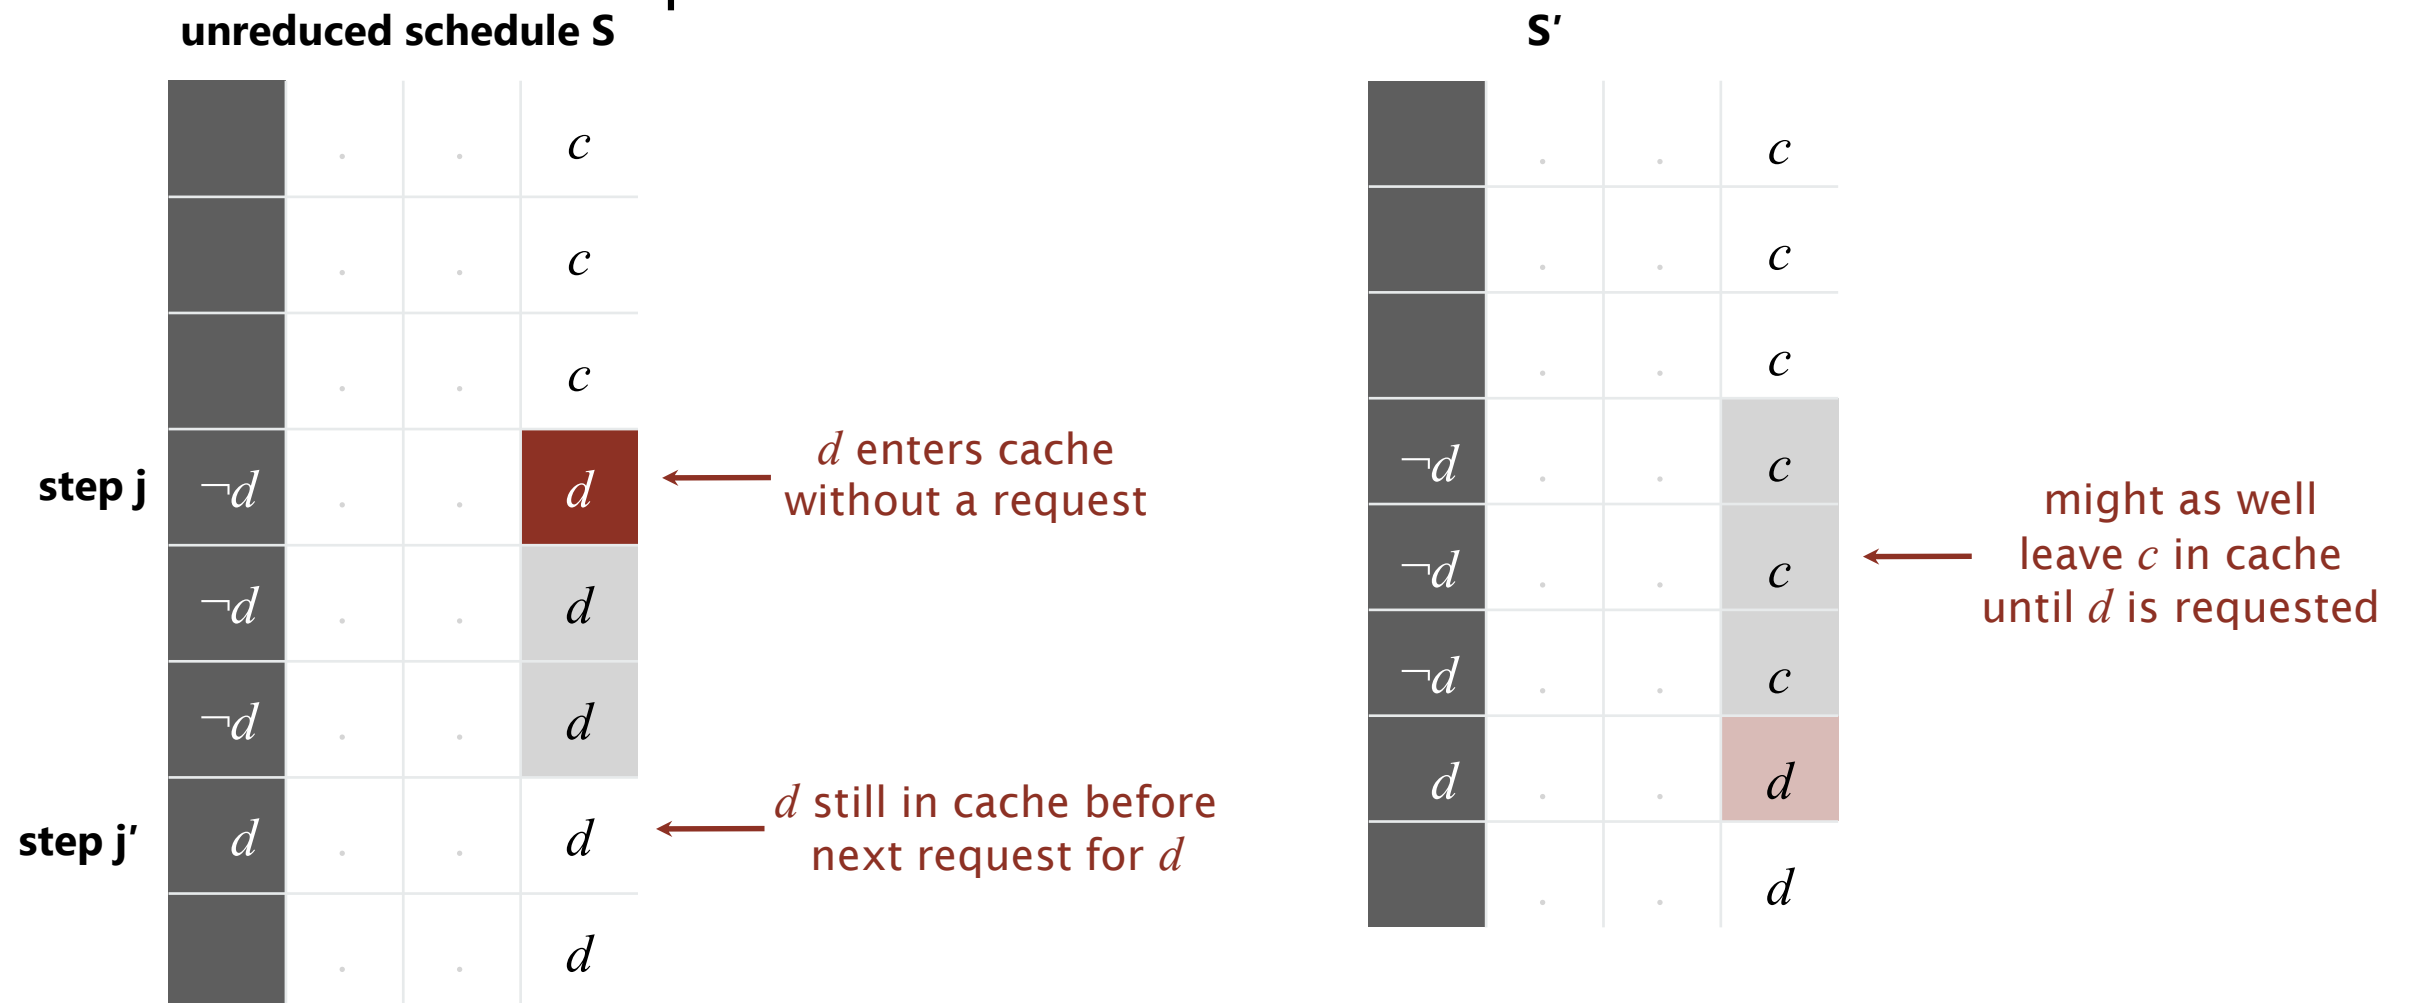 unreduced schedule S
S′
c
c
c
step j ¬d . . d
¬d . . d
¬d . . d
step j′ d . . d
d
d enters cache
without a request
d still in cache before
next request for d
c
c
c
¬d . . c
¬d . . c
¬d . . c
d . . d
d
might as well
leave c in cache
until d is requested